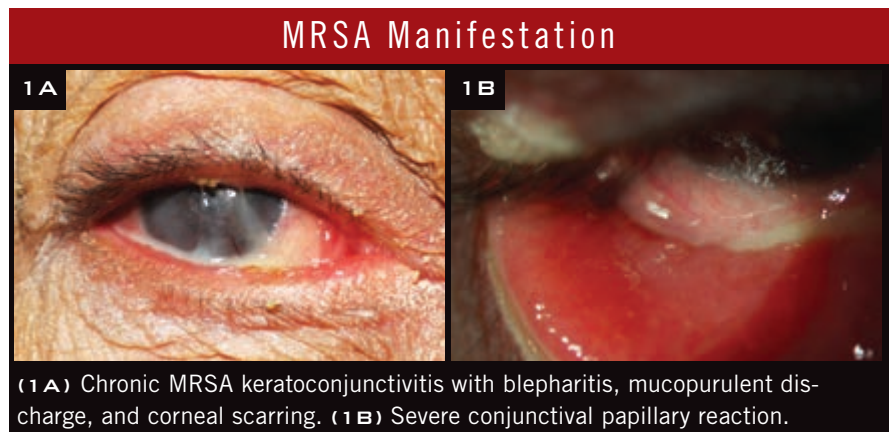 MRSA Manifestation
1A
1B
(1A) Chronic MRSA keratoconjunctivitis with blepharitis, mucopurulent dis-
charge, and corneal scarring. (1B) Severe conjunctival papillary reaction.